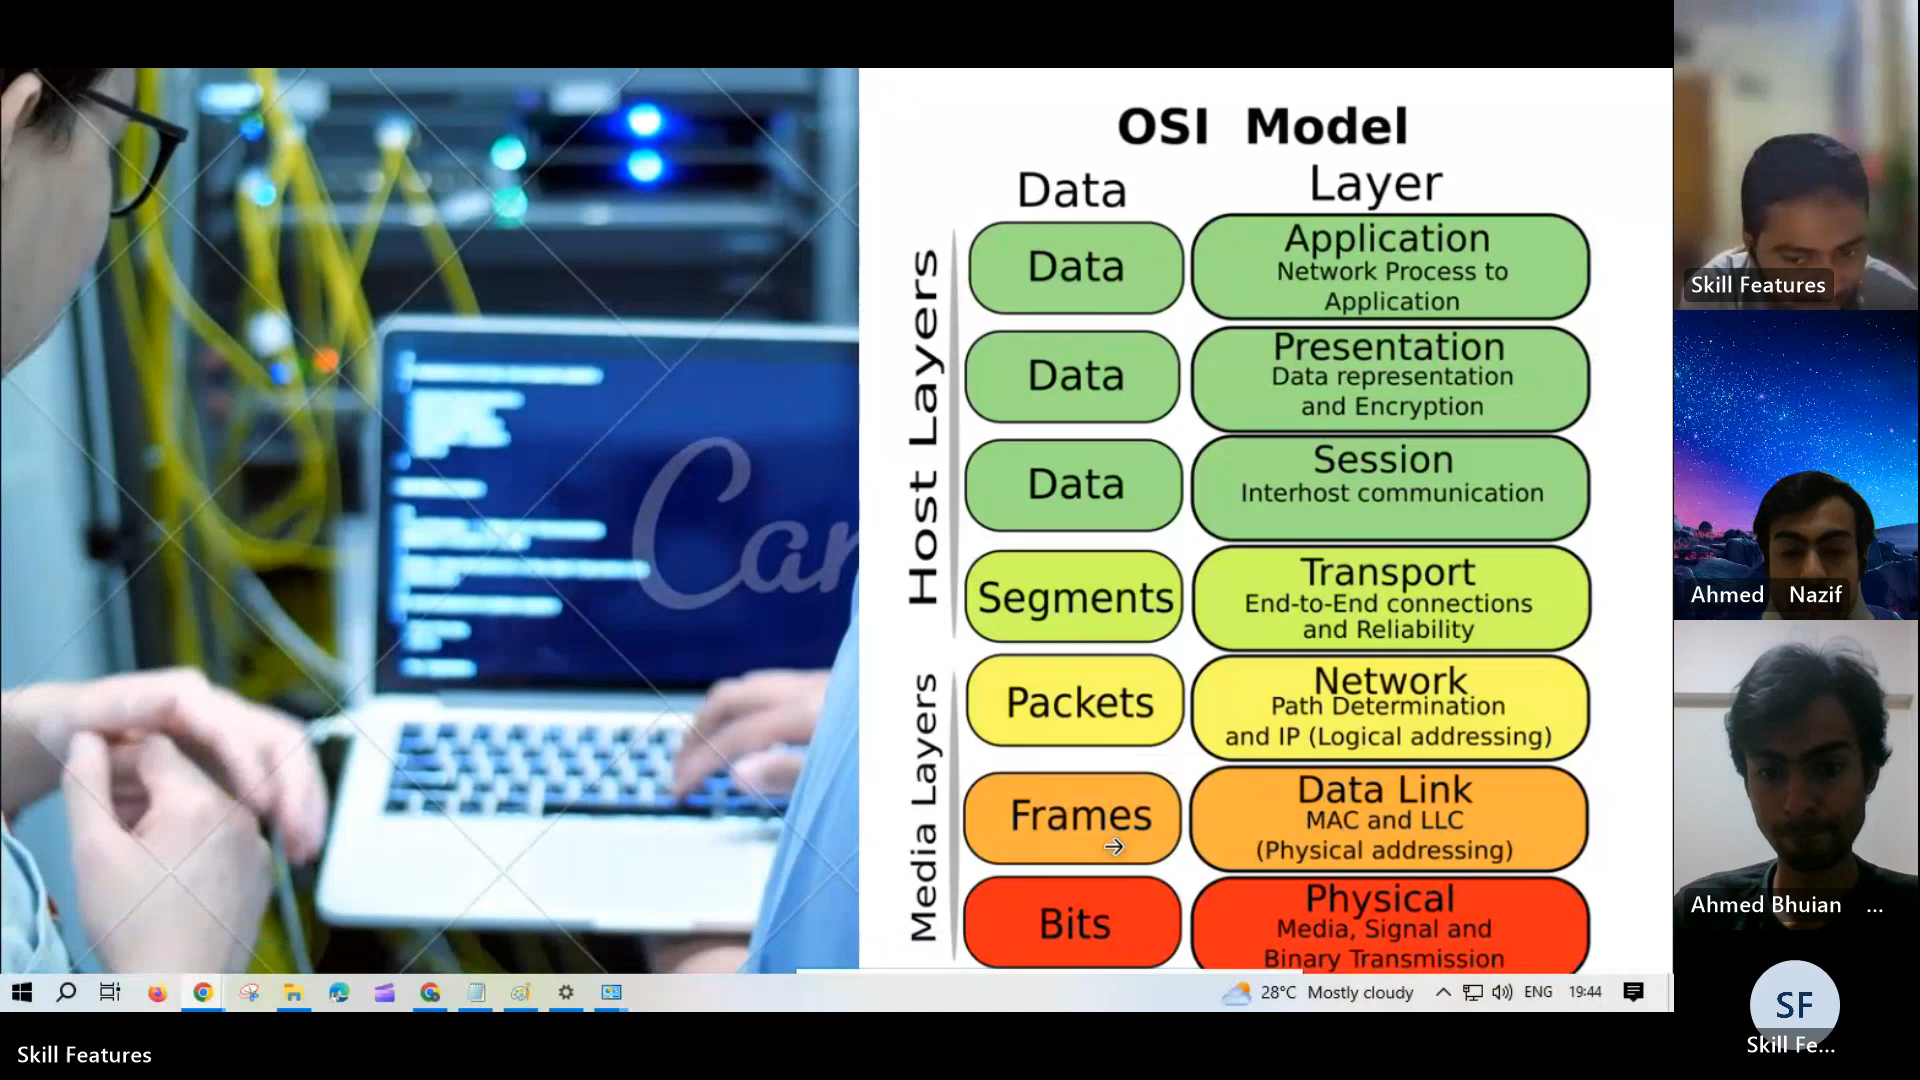 OSI Model
Data
Layer
Host Layers
Data
Application
Network Process to
Application
Data
Presentation
Data representation
and Encryption
Data
Session
Interhost communication
Segments
Transport
End-to-End connections
and Reliability
Media Layers
Packets
Network
Path Determination
and IP (Logical addressing)
Frames
Data Link
MAC and LLC
(Physical addressing)
Bits
Physical
Media, Signal and
Binary Transmission
Can
Skill Features
Ahmed Nazif
Ahmed Bhuian ...
SF
Skill Fe...
28°C Mostly cloudy
ENG
19:44
Skill Features